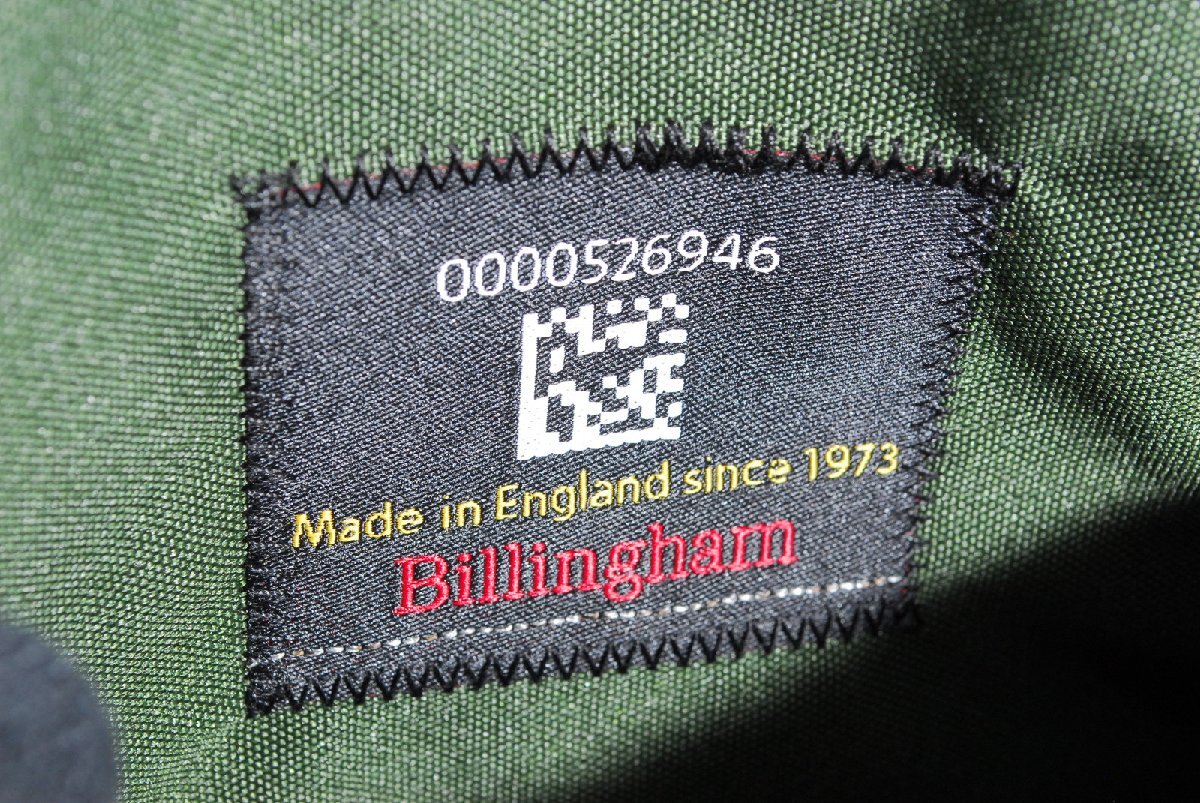 0000526946
Made in England since 1973
Billingham